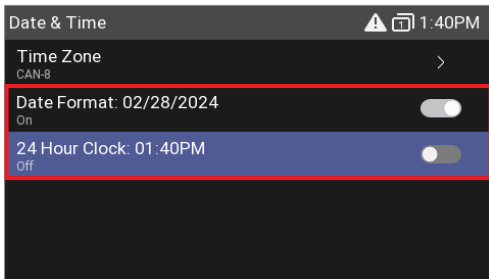 Date & Time 1 1:40PM
Time Zone
CAN-8
Date Format: 02/28/2024
On
24 Hour Clock: 01:40PM
Off